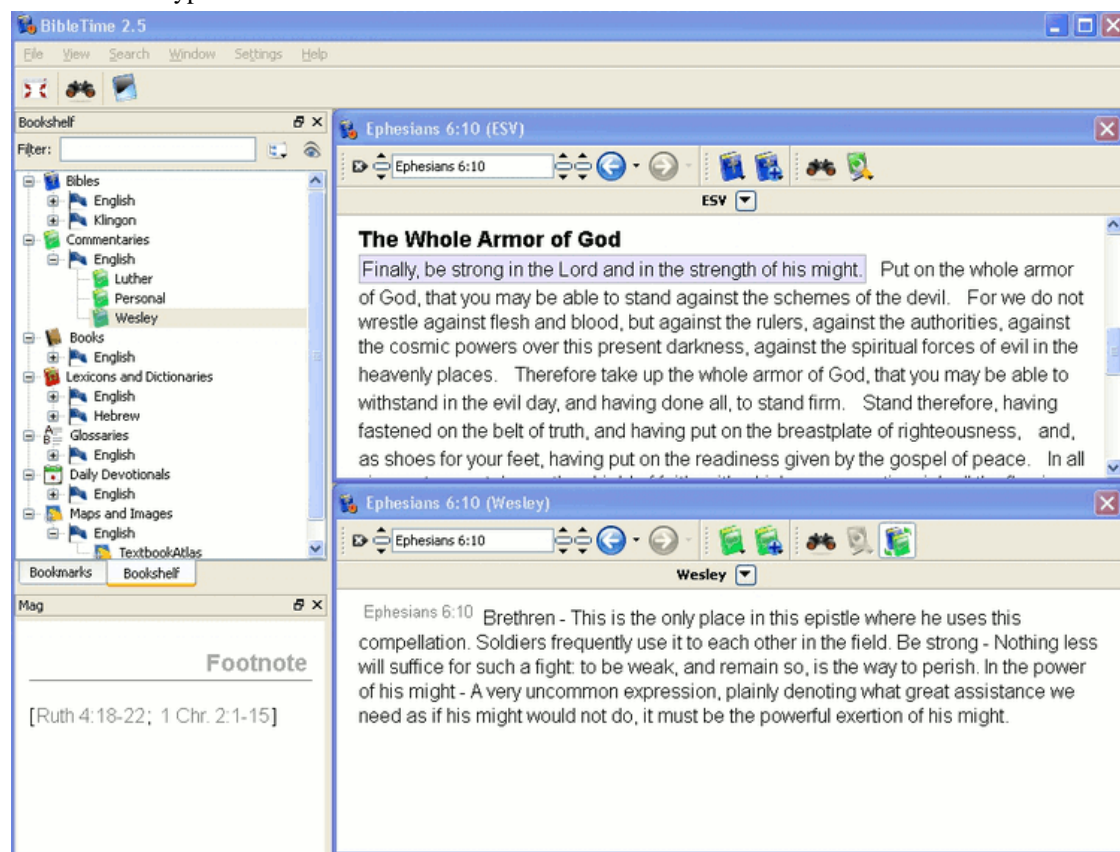 BibleTime 2.5
File View Search Window Settings Help
Bookshelf
Filter:
Bibles
English
Klingon
Commentaries
English
Luther
Personal
Wesley
Books
English
Lexicons and Dictionaries
English
Hebrew
Glossaries
English
Daily Devotionals
English
Maps and Images
English
TextbookAtlas
Bookmarks Bookshelf
Mag
Footnote
[Ruth 4:18-22; 1 Chr. 2:1-15]
Ephesians 6:10 (ESV)
Ephesians 6:10
ESV
The Whole Armor of God
Finally, be strong in the Lord and in the strength of his might. Put on the whole armor
of God, that you may be able to stand against the schemes of the devil. For we do not
wrestle against flesh and blood, but against the rulers, against the authorities, against
the cosmic powers over this present darkness, against the spiritual forces of evil in the
heavenly places. Therefore take up the whole armor of God, that you may be able to
withstand in the evil day, and having done all, to stand firm. Stand therefore, having
fastened on the belt of truth, and having put on the breastplate of righteousness, and,
as shoes for your feet, having put on the readiness given by the gospel of peace. In all
Ephesians 6:10 (Wesley)
Ephesians 6:10
Wesley
Ephesians 6:10 Brethren - This is the only place in this epistle where he uses this
compellation. Soldiers frequently use it to each other in the field. Be strong - Nothing less
will suffice for such a fight: to be weak, and remain so, is the way to perish. In the power
of his might - A very uncommon expression, plainly denoting what great assistance we
need as if his might would not do, it must be the powerful exertion of his might.